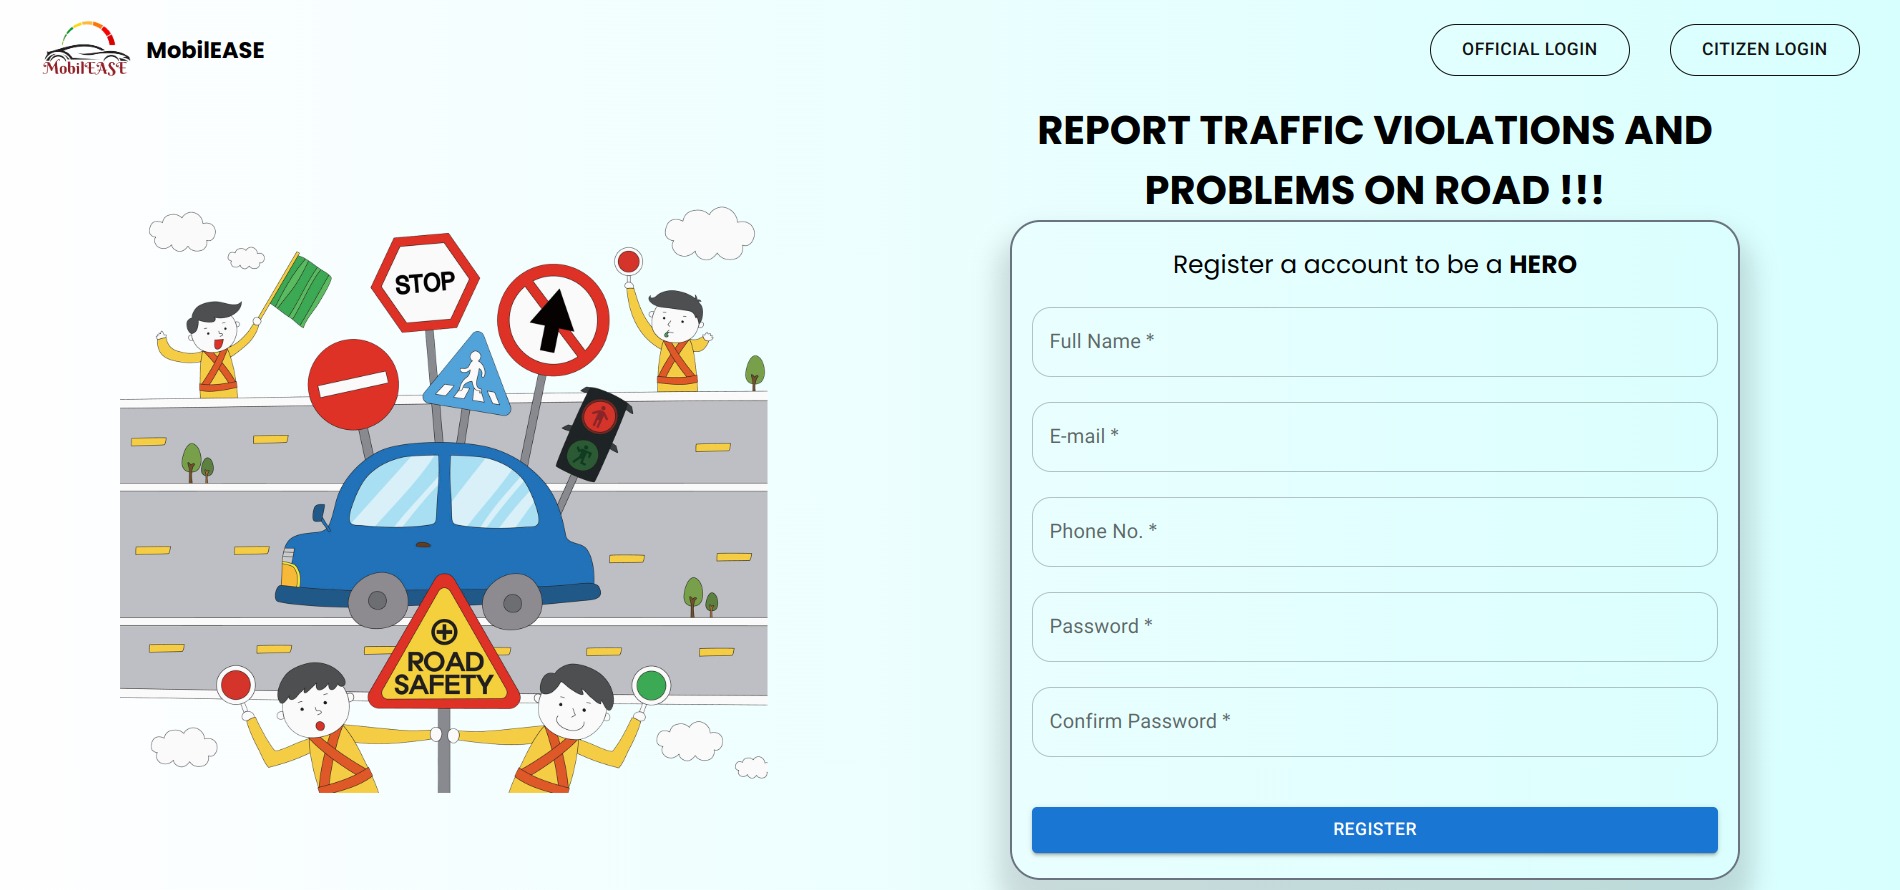 MobilEASE
MobilEASE
OFFICIAL LOGIN
CITIZEN LOGIN
REPORT TRAFFIC VIOLATIONS AND
PROBLEMS ON ROAD !!!
STOP
ROAD
SAFETY
Register a account to be a HERO
Full Name *
E-mail *
Phone No. *
Password *
Confirm Password *
REGISTER